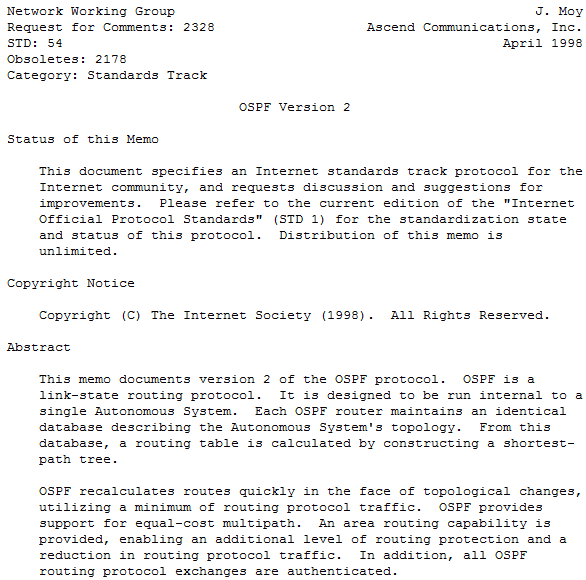 Network Working Group                                             J. Moy
Request for Comments: 2328                   Ascend Communications, Inc.
STD: 54                                                       April 1998
Obsoletes: 2178
Category: Standards Track
OSPF Version 2
Status of this Memo
This document specifies an Internet standards track protocol for the
Internet community, and requests discussion and suggestions for
improvements.  Please refer to the current edition of the "Internet
Official Protocol Standards" (STD 1) for the standardization state
and status of this protocol.  Distribution of this memo is
unlimited.
Copyright Notice
Copyright (C) The Internet Society (1998).  All Rights Reserved.
Abstract
This memo documents version 2 of the OSPF protocol.  OSPF is a
link-state routing protocol.  It is designed to be run internal to a
single Autonomous System.  Each OSPF router maintains an identical
database describing the Autonomous System's topology.  From this
database, a routing table is calculated by constructing a shortest-
path tree.
OSPF recalculates routes quickly in the face of topological changes,
utilizing a minimum of routing protocol traffic.  OSPF provides
support for equal-cost multipath.  An area routing capability is
provided, enabling an additional level of routing protection and a
reduction in routing protocol traffic.  In addition, all OSPF
routing protocol exchanges are authenticated.